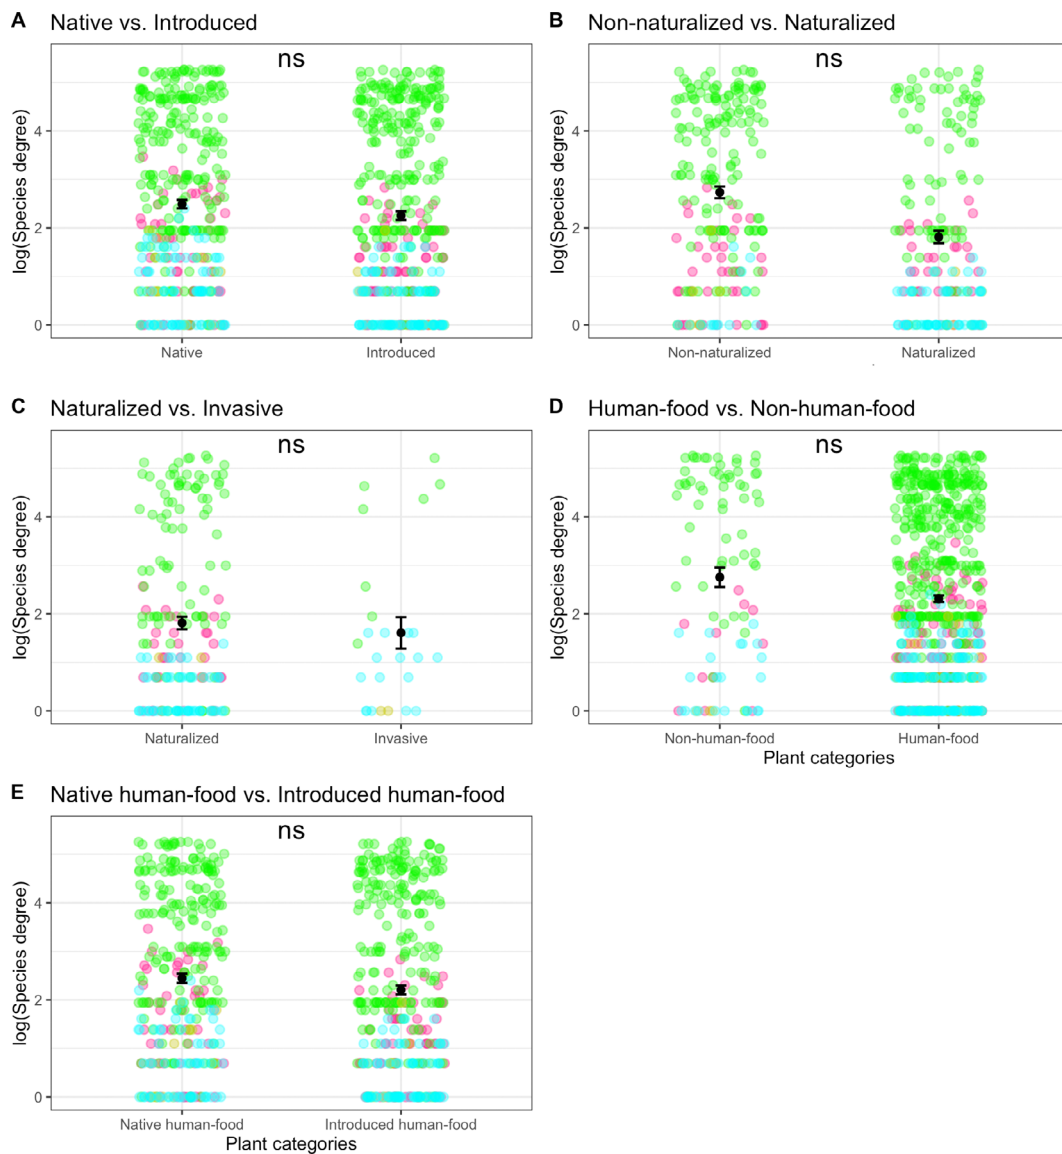 A Native vs. Introduced
ns
log(Species degree)
4
2
0
Native Introduced
B Non-naturalized vs. Naturalized
ns
log(Species degree)
4
2
0
Non-naturalized Naturalized
C Naturalized vs. Invasive
ns
log(Species degree)
4
2
0
Naturalized Invasive
D Human-food vs. Non-human-food
ns
log(Species degree)
4
2
0
Non-human-food Human-food
Plant categories
E Native human-food vs. Introduced human-food
ns
log(Species degree)
4
2
0
Native human-food Introduced human-food
Plant categories